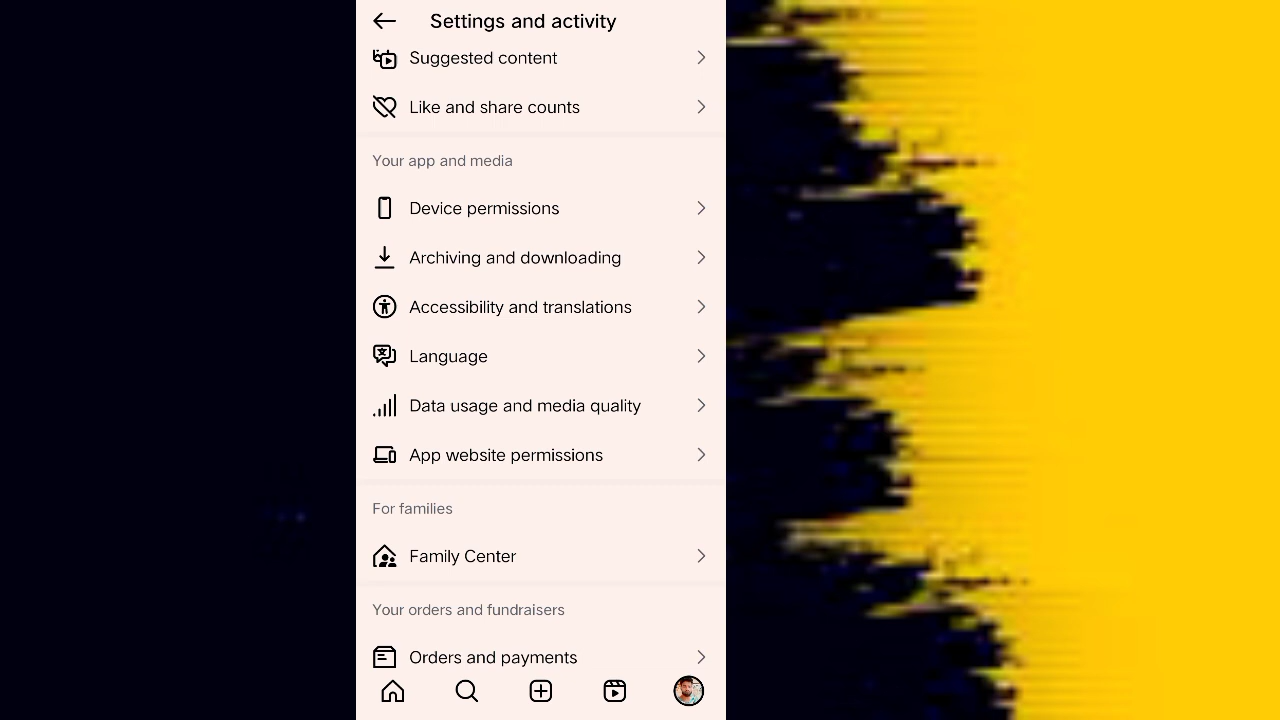 Settings and activity
Suggested content
Like and share counts
Your app and media
Device permissions
Archiving and downloading
Accessibility and translations
Language
Data usage and media quality
App website permissions
For families
Family Center
Your orders and fundraisers
Orders and payments